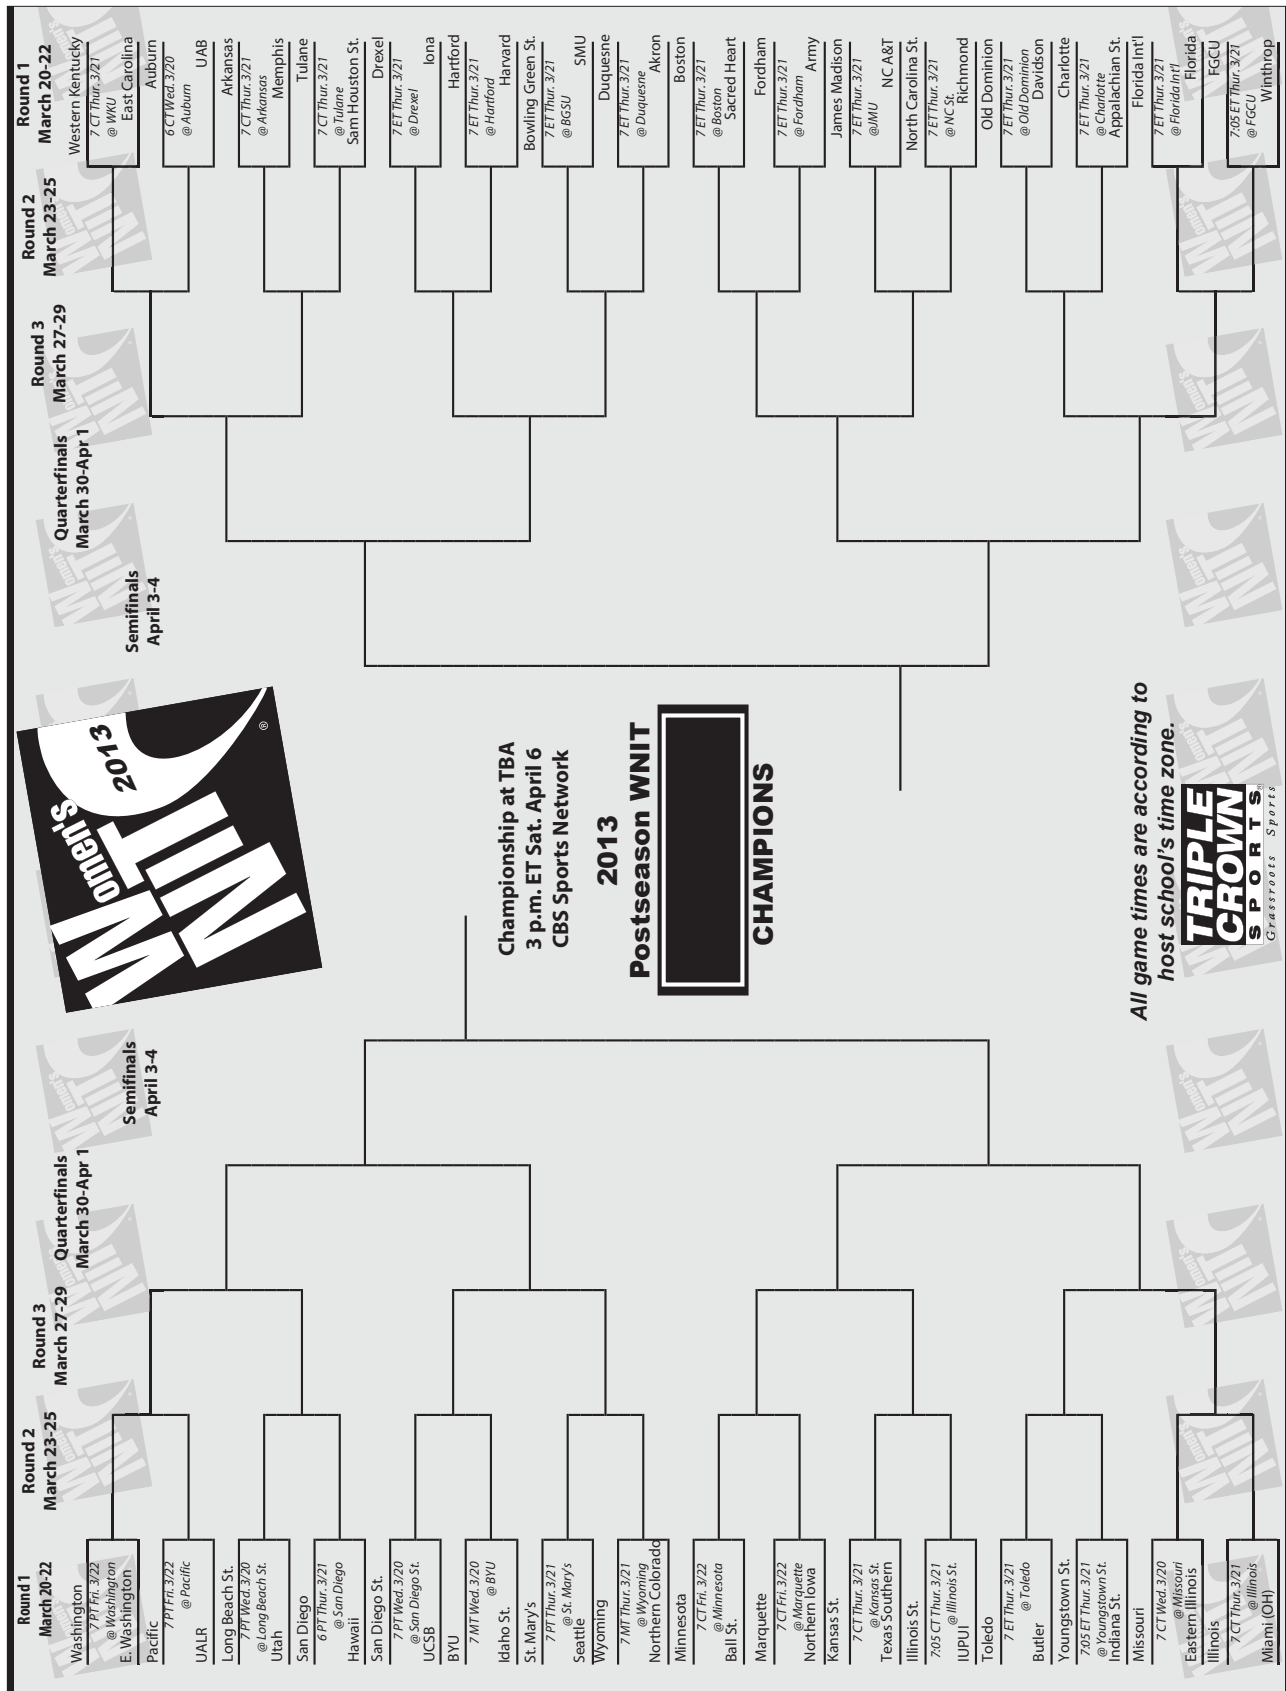 Round1
March 20-22
Round 2
March 23-25
Round 3
March 27-29
Quarterfinals
March 30-Apr 1
Semifinals
April 3-4
Semifinals
April 3-4
Quarterfinals
March 30-Apr 1
Round 3
March 27-29
Round 2
March 23-25
Round 1
March 20-22
Washington
7 PT Fri. 3/22
@ Washington
E. Washington
Pacific
7 PT Fri. 3/22
@ Pacific
UALR
Long Beach St.
7 PT Wed. 3/20
@ Long Beach St.
Utah
San Diego
6 PT Thur. 3/21
@ San Diego
Hawaii
San Diego St.
7 PT Wed. 3/20
@ San Diego St.
UCSB
BYU
7 MT Wed. 3/20
@ BYU
Idaho St.
St. Mary's
7 PT Thur. 3/21
@ St. Mary's
Seattle
Wyoming
7 MT Thur. 3/21
@ Wyoming
Northern Colorado
Minnesota
7 CT Fri. 3/22
@ Minnesota
Ball St.
Marquette
7 CT Fri. 3/22
@ Marquette
Northern Iowa
Kansas St.
7 CT Thur. 3/21
@ Kansas St.
Texas Southern
Illinois St.
7:05 CT Thur. 3/21
@ Illinois St.
IUPUI
Toledo
7 ET Thur. 3/21
@ Toledo
Butler
Youngstown St.
7:05 ET Thur. 3/21
@ Youngstown St.
Indiana St.
Missouri
7 CT Wed. 3/20
@ Missouri
Eastern Illinois
Illinois
7 CT Thur. 3/21
@ Illinois
Miami (OH)
Women's
NIT
2013
®
Championship at TBA
3 p.m. ET Sat. April 6
CBS Sports Network
2013
Postseason WNIT
CHAMPIONS
All game times are according to
host school's time zone.
TRIPLE
CROWN
SPORTS
Grassroots Sports
Western Kentucky
7 CT Thur. 3/21
@ WKU
East Carolina
Auburn
6 CT Wed. 3/20
@ Auburn
UAB
Arkansas
7 CT Thur. 3/21
@ Arkansas
Memphis
Tulane
7 CT Thur. 3/21
@ Tulane
Sam Houston St.
Drexel
7 ET Thur. 3/21
@ Drexel
Iona
Hartford
7 ET Thur. 3/21
@ Hartford
Harvard
Bowling Green St.
7 ET Thur. 3/21
@ BGSU
SMU
Duquesne
7 ET Thur. 3/21
@ Duquesne
Akron
Boston
7 ET Thur. 3/21
@ Boston
Sacred Heart
Fordham
7 ET Thur. 3/21
@ Fordham
Army
James Madison
7 ET Thur. 3/21
@JMU
NC A&T
North Carolina St.
7 ET Thur. 3/21
@ NC St.
Richmond
Old Dominion
7 ET Thur. 3/21
@ Old Dominion
Davidson
Charlotte
7 ET Thur. 3/21
@ Charlotte
Appalachian St.
Florida Int'l
7 ET Thur. 3/21
@ Florida Int'l
Florida
FGCU
7:05 ET Thur. 3/21
@ FGCU
Winthrop